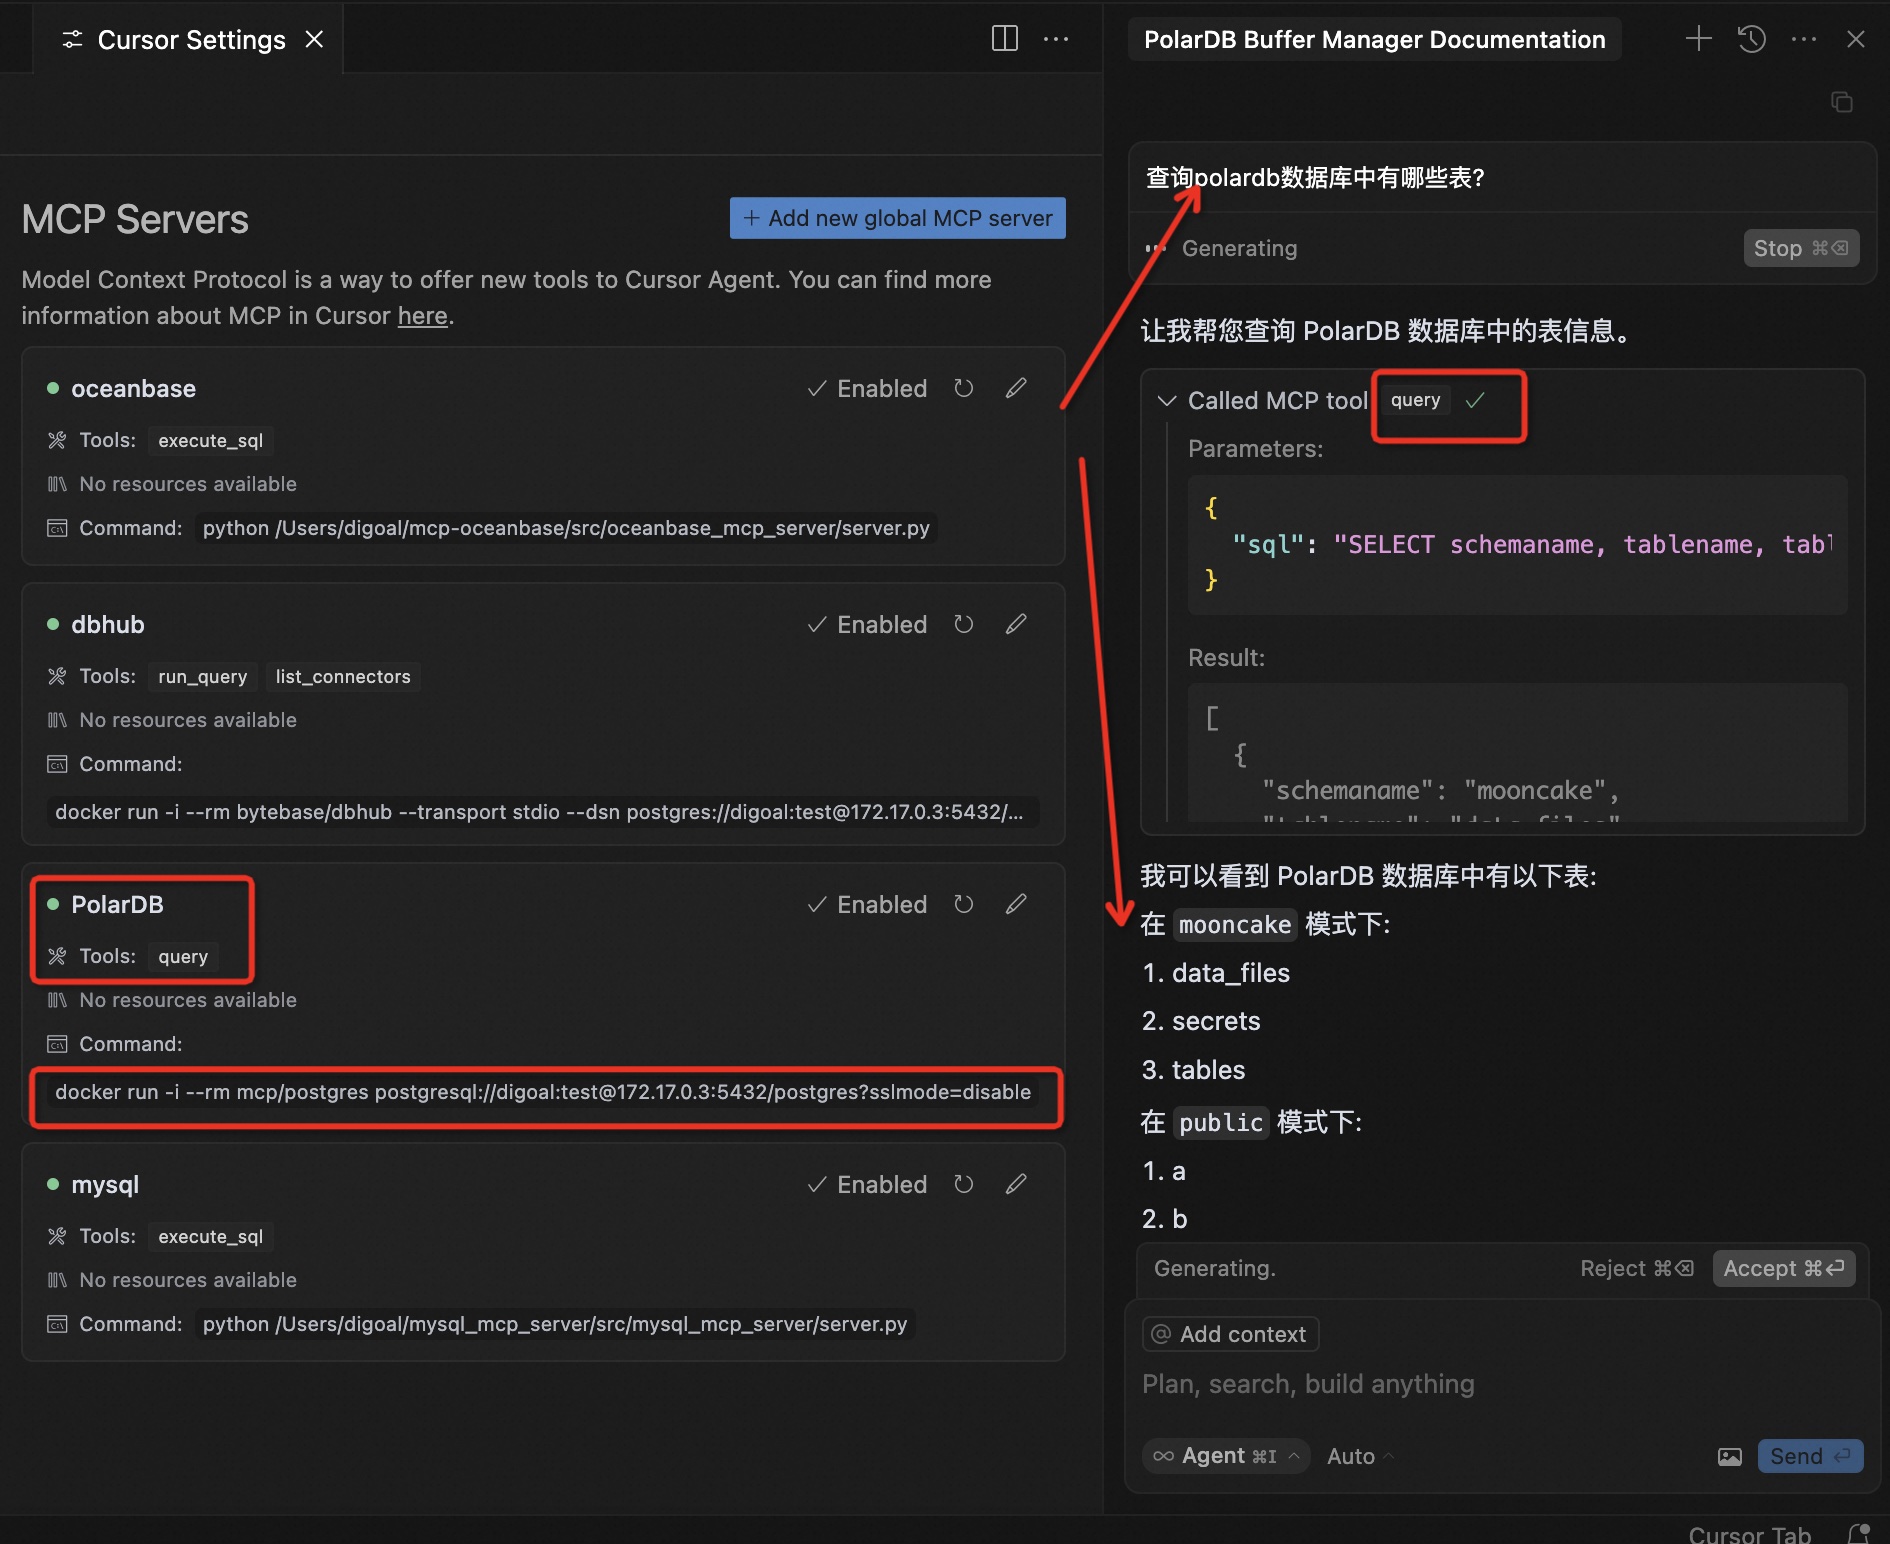 Cursor Settings
MCP Servers
+ Add new global MCP server
Model Context Protocol is a way to offer new tools to Cursor Agent. You can find more
information about MCP in Cursor here.
oceanbase
Enabled
Tools: execute_sql
No resources available
Command: python /Users/digoal/mcp-oceanbase/src/oceanbase_mcp_server/server.py
dbhub
Enabled
Tools: run_query list_connectors
No resources available
Command:
docker run -i --rm bytebase/dbhub --transport stdio --dsn postgres://digoal:test@172.17.0.3:5432/...
PolarDB
Enabled
Tools: query
No resources available
Command:
docker run -i --rm mcp/postgres postgresql://digoal:test@172.17.0.3:5432/postgres?sslmode=disable
mysql
Enabled
Tools: execute_sql
No resources available
Command: python /Users/digoal/mysql_mcp_server/src/mysql_mcp_server/server.py
PolarDB Buffer Manager Documentation
查询polardb数据库中有哪些表?
Generating
Stop ⌘⌫
让我帮您查询 PolarDB 数据库中的表信息。
Called MCP tool query
Parameters:
{
"sql": "SELECT schemaname, tablename, tabl
}
Result:
[
{
"schemaname": "mooncake",
"tablename": "data_files"
我可以看到 PolarDB 数据库中有以下表:
在 mooncake 模式下:
1. data_files
2. secrets
3. tables
在 public 模式下:
1. a
2. b
Generating.
Reject ⌘⌫
Accept ⌘⏎
@ Add context
Plan, search, build anything
Agent ⌘I
Auto
Send ⏎
Cursor Tab